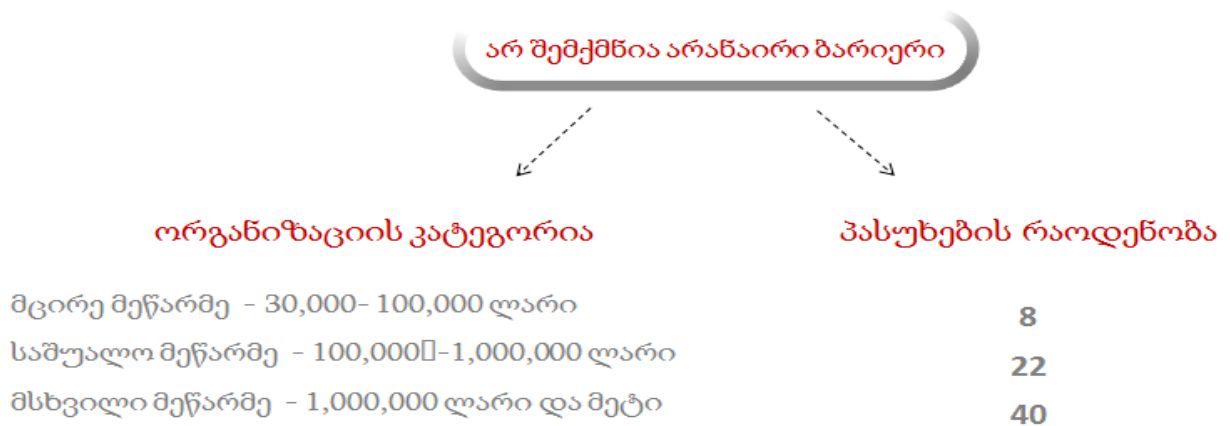 არ შემქმნია არანაირი ბარიერი
ორგანიზაციის კატეგორია
პასუხების რაოდენობა
მცირე მეწარმე - 30,000- 100,000 ლარი
8
საშუალო მეწარმე - 100,000▯-1,000,000 ლარი
22
მსხვილი მეწარმე - 1,000,000 ლარი და მეტი
40